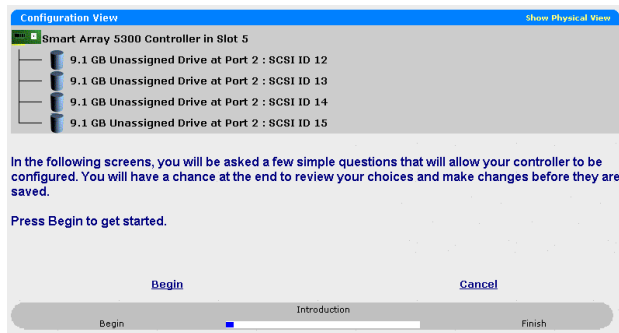 Configuration View Show Physical View
Smart Array 5300 Controller in Slot 5
9.1 GB Unassigned Drive at Port 2 : SCSI ID 12
9.1 GB Unassigned Drive at Port 2 : SCSI ID 13
9.1 GB Unassigned Drive at Port 2 : SCSI ID 14
9.1 GB Unassigned Drive at Port 2 : SCSI ID 15
In the following screens, you will be asked a few simple questions that will allow your controller to be
configured. You will have a chance at the end to review your choices and make changes before they are
saved.
Press Begin to get started.
Begin Cancel
Introduction
Begin Finish